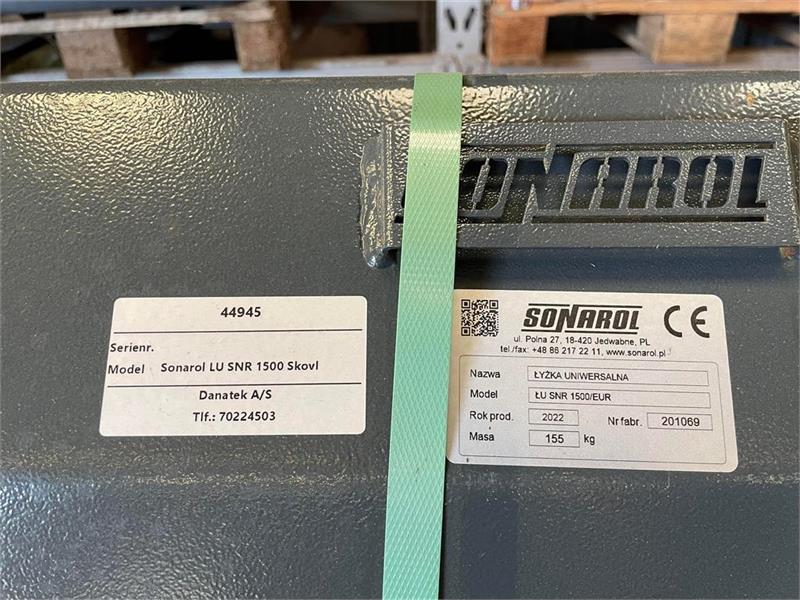 SONAROL
44945
Serienr.
Model Sonarol LU SNR 1500 Skovl
Danatek A/S
Tlf.: 70224503
SONAROL CE
ul. Polna 27, 18-420 Jedwabne, PL
tel./fax: +48 86 217 22 11, www.sonarol.pl
Nazwa ŁYŻKA UNIWERSALNA
Model ŁU SNR 1500/EUR
Rok prod. 2022 Nr fabr. 201069
Masa 155 kg